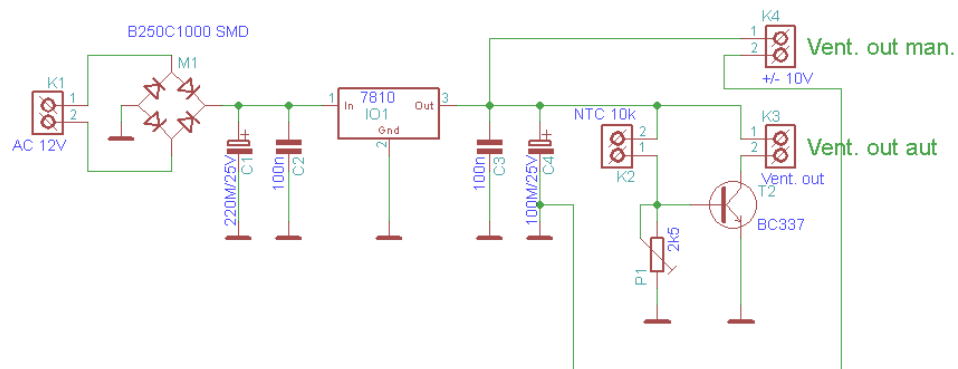 B250C1000 SMD
K4
1
2
Vent. out man.
+/- 10V
M1
K1
1
2
AC 12V
1
7810
In
Out
3
IO1
Gnd
2
220M/25V
C1
100n
C2
100n
C3
100M/25V
C4
NTC 10k
2
1
K2
K3
1
2
Vent. out aut
Vent. out
T2
BC337
P1
2k5